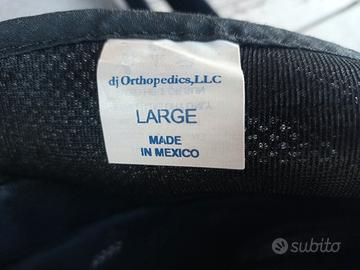 dj Orthopedics,LLC
LARGE
MADE
IN MEXICO
subito